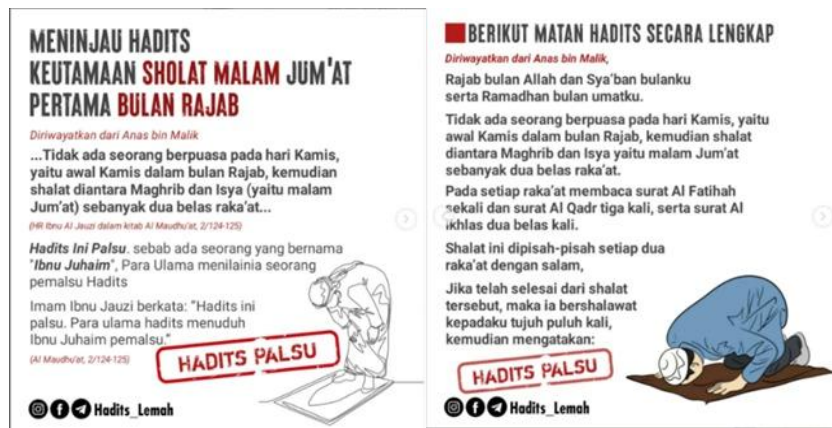 MENINJAU HADITS
KEUTAMAAN SHOLAT MALAM JUM'AT
PERTAMA BULAN RAJAB
Diriwayatkan dari Anas bin Malik
...Tidak ada seorang berpuasa pada hari Kamis,
yaitu awal Kamis dalam bulan Rajab, kemudian
shalat diantara Maghrib dan Isya (yaitu malam
Jum'at) sebanyak dua belas raka'at...
(HR Ibnu Al Jauzi dalam kitab Al Maudhu'at, 2/124-125)
Hadits Ini Palsu. sebab ada seorang yang bernama
"Ibnu Juhaim", Para Ulama menilainia seorang
pemalsu Hadits
Imam Ibnu Jauzi berkata: "Hadits ini
palsu. Para ulama hadits menuduh
Ibnu Juhaim pemalsu."
(Al Maudhu'at, 2/124-125)
HADITS PALSU
Hadits_Lemah
BERIKUT MATAN HADITS SECARA LENGKAP
Diriwayatkan dari Anas bin Malik,
Rajab bulan Allah dan Sya'ban bulanku
serta Ramadhan bulan umatku.
Tidak ada seorang berpuasa pada hari Kamis, yaitu
awal Kamis dalam bulan Rajab, kemudian shalat
diantara Maghrib dan Isya yaitu malam Jum'at
sebanyak dua belas raka'at.
Pada setiap raka'at membaca surat Al Fatihah
sekali dan surat Al Qadr tiga kali, serta surat Al
ikhlas dua belas kali.
Shalat ini dipisah-pisah setiap dua
raka'at dengan salam,
Jika telah selesai dari shalat
tersebut, maka ia bershalawat
kepadaku tujuh puluh kali,
kemudian mengatakan:
HADITS PALSU
Hadits_Lemah